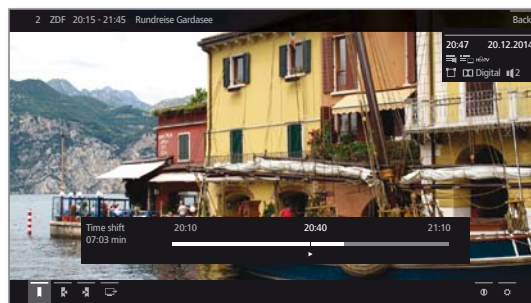 2 ZDF 20:15 - 21:45 Rundreise Gardasee Back
20:47 20.12.2014
Digital 2
Time shift 20:10 20:40 21:10
07:03 min